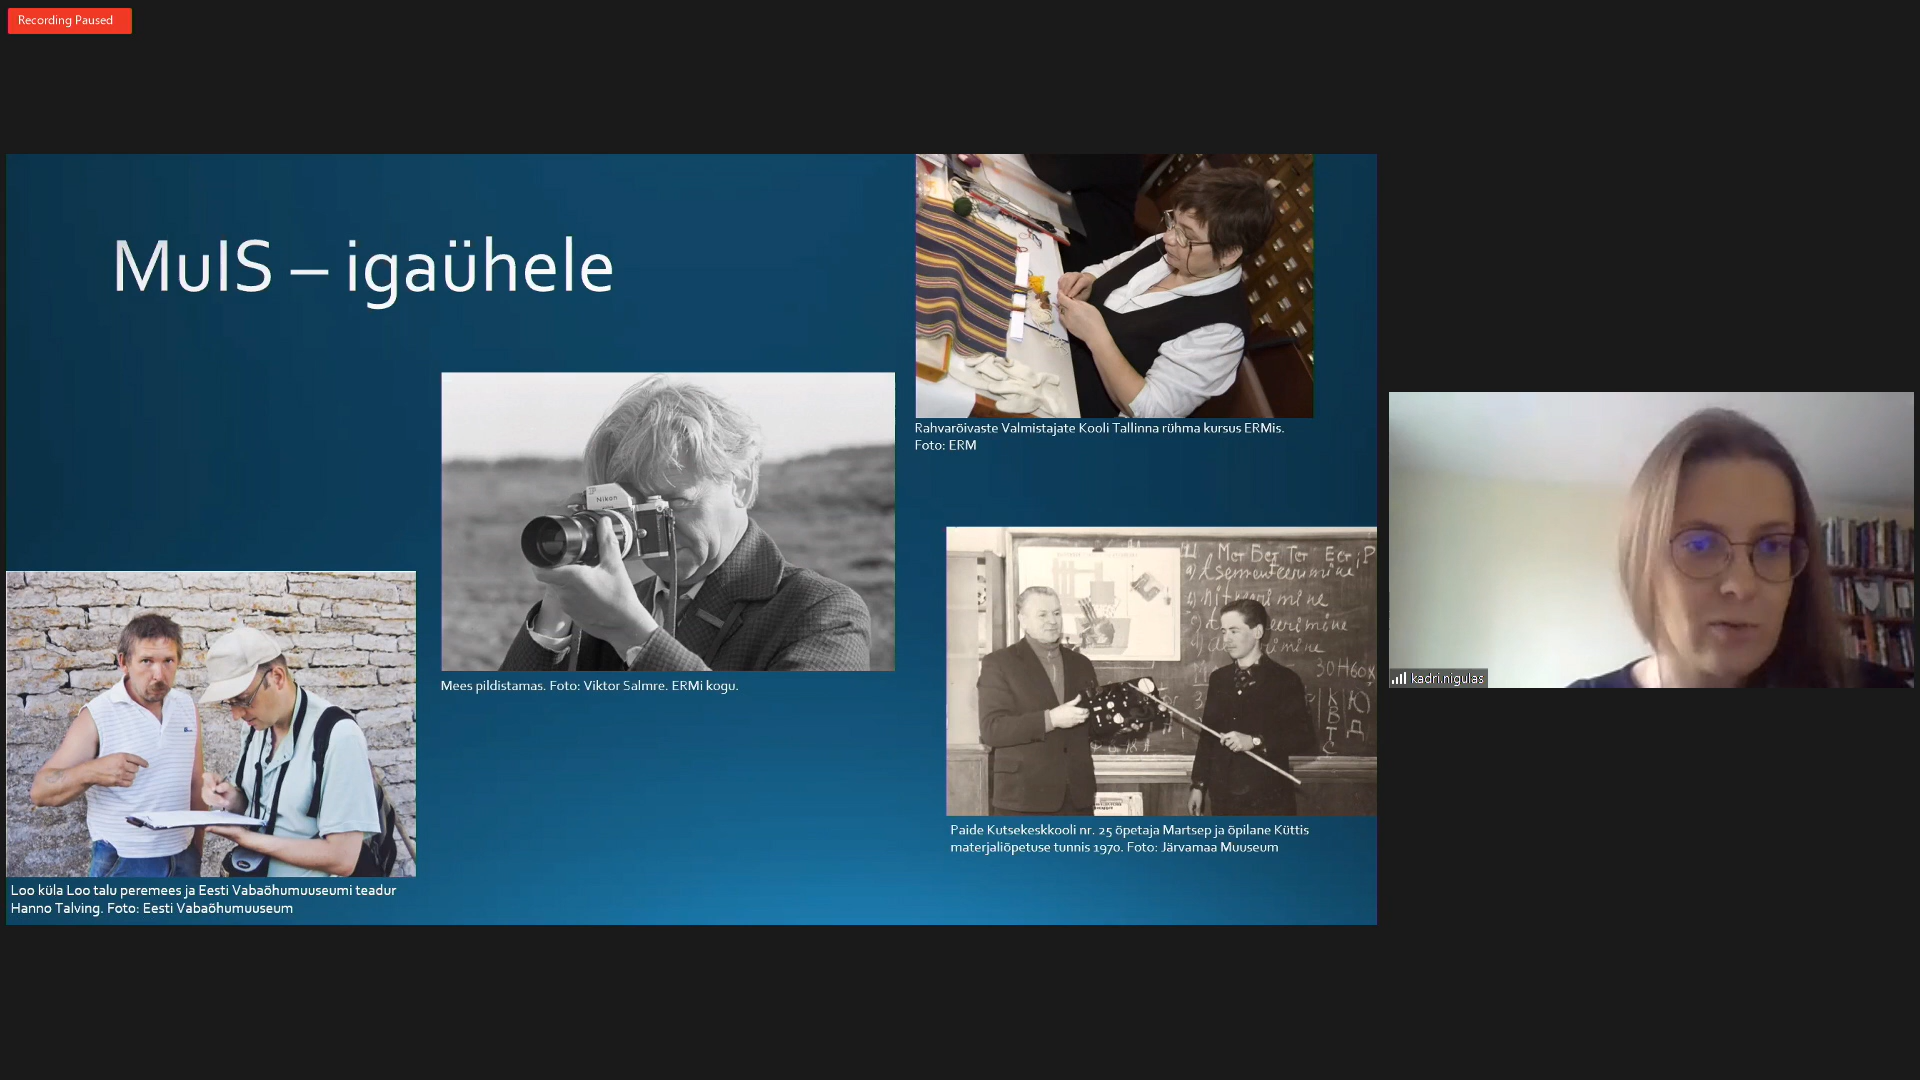 Recording Paused
MuIS – igaühele
Rahvarõivaste Valmistajate Kooli Tallinna rühma kursus ERMis.
Foto: ERM
Nikon
Mees pildistamas. Foto: Viktor Salmre. ERMi kogu.
Paide Kutsekeskkooli nr. 25 õpetaja Martsep ja õpilane Küttis
materjaliõpetuse tunnis 1970. Foto: Järvamaa Muuseum
Loo küla Loo talu peremees ja Eesti Vabaõhumuuseumi teadur
Hanno Talving. Foto: Eesti Vabaõhumuuseum
kadri.nigulas